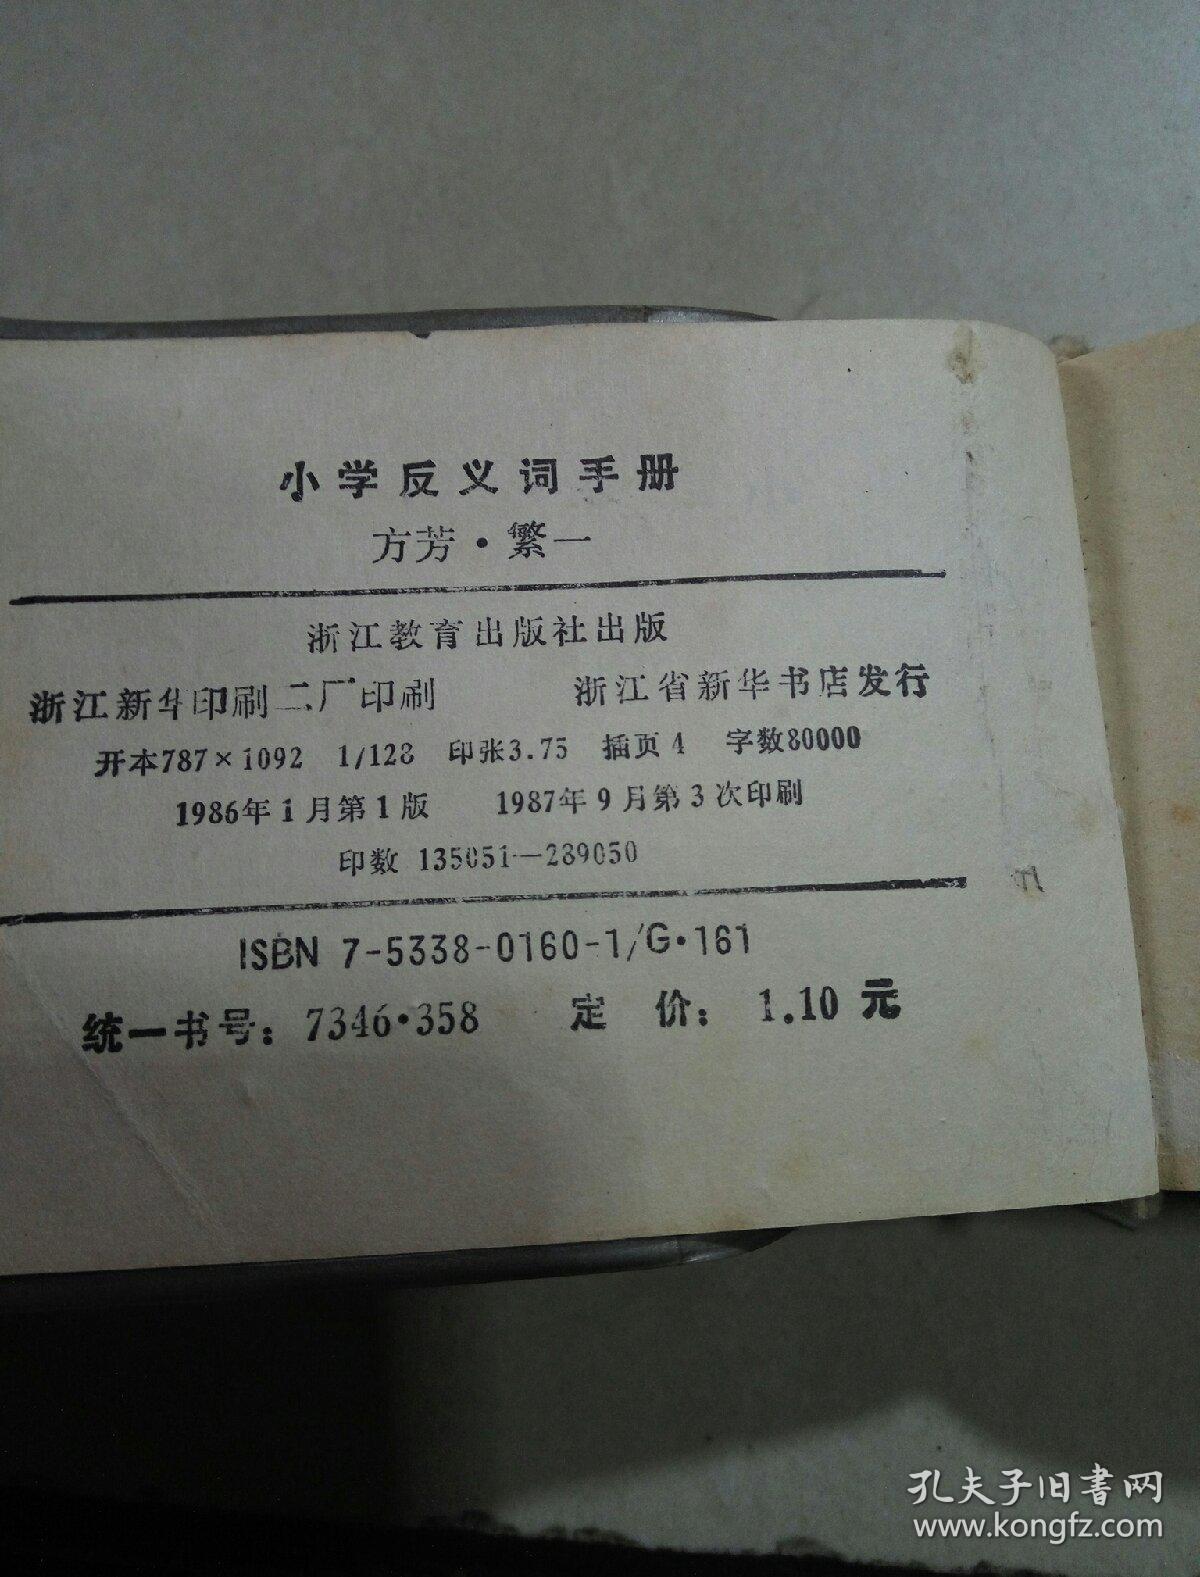 小学反义词手册
方芳·繁一
浙江教育出版社出版
浙江新华印刷二厂印刷 浙江省新华书店发行
开本787×1092 1/128 印张3.75 插页4 字数80000
1986年1月第1版 1987年9月第3次印刷
印数 135051—289050
ISBN 7-5338-0160-1/G·161
统一书号：7346·358 定 价：1.10 元
孔夫子旧书网
www.kongfz.com